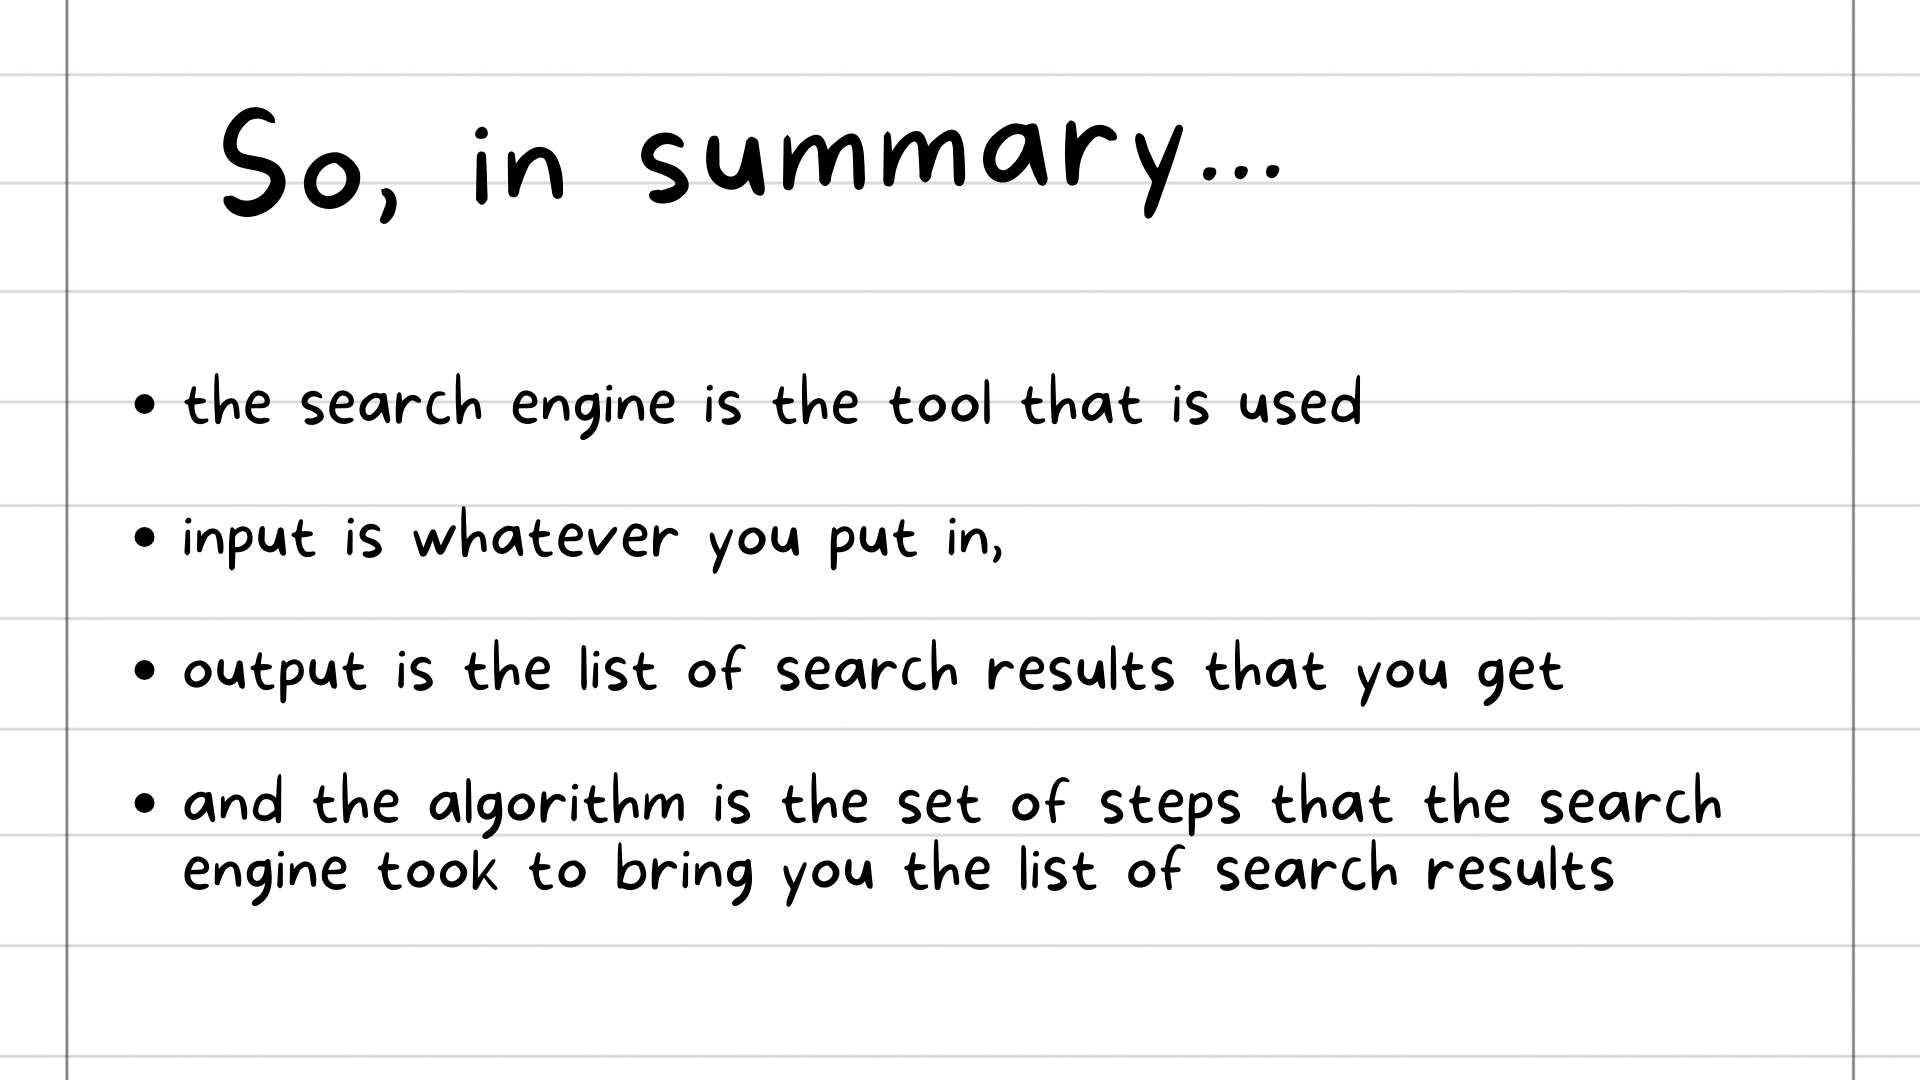 So, in summary...
• the search engine is the tool that is used
• input is whatever you put in,
• output is the list of search results that you get
• and the algorithm is the set of steps that the search
engine took to bring you the list of search results